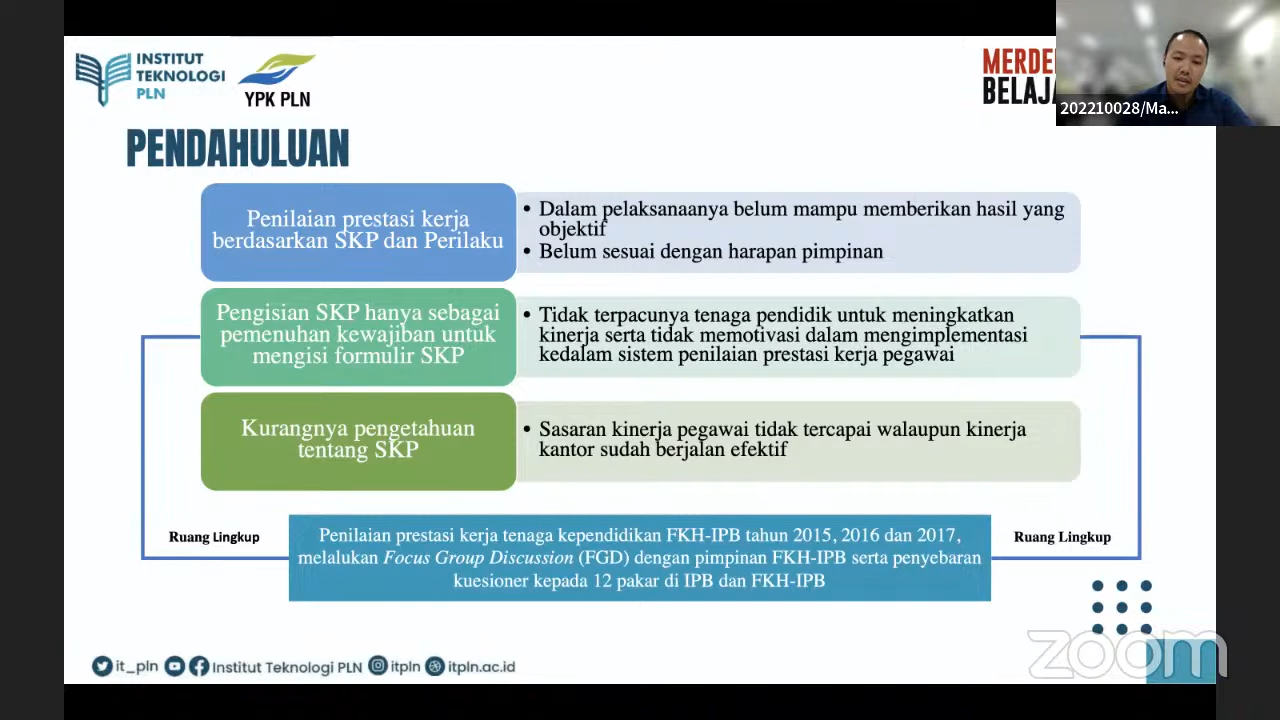 INSTITUT
TEKNOLOGI
PLN
YPK PLN
MERDE
BELAJA
202210028/Ma...
PENDAHULUAN
Penilaian prestasi kerja
berdasarkan SKP dan Perilaku
• Dalam pelaksanaanya belum mampu memberikan hasil yang
objektif
• Belum sesuai dengan harapan pimpinan
Pengisian SKP hanya sebagai
pemenuhan kewajiban untuk
mengisi formulir SKP
• Tidak terpacunya tenaga pendidik untuk meningkatkan
kinerja serta tidak memotivasi dalam mengimplementasi
kedalam sistem penilaian prestasi kerja pegawai
Kurangnya pengetahuan
tentang SKP
• Sasaran kinerja pegawai tidak tercapai walaupun kinerja
kantor sudah berjalan efektif
Ruang Lingkup
Penilaian prestasi kerja tenaga kependidikan FKH-IPB tahun 2015, 2016 dan 2017,
melalukan Focus Group Discussion (FGD) dengan pimpinan FKH-IPB serta penyebaran
kuesioner kepada 12 pakar di IPB dan FKH-IPB
Ruang Lingkup
it_pln Institut Teknologi PLN itpln itpln.ac.id
zoom